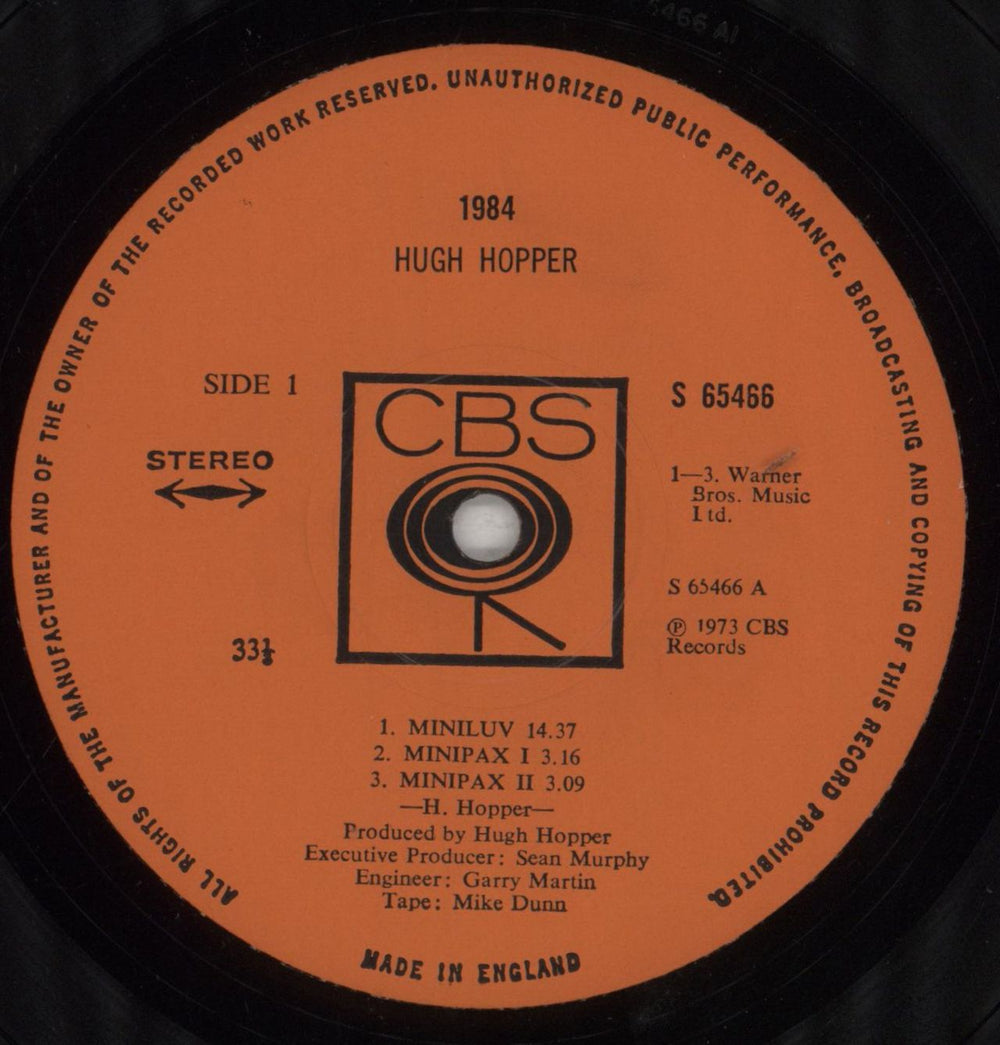 S466 A1
ALL RIGHTS OF THE MANUFACTURER AND OF THE OWNER OF THE RECORDED WORK RESERVED. UNAUTHORIZED PUBLIC PERFORMANCE, BROADCASTING AND COPYING OF THIS RECORD PROHIBITED.
1984
HUGH HOPPER
SIDE 1
STEREO
33⅓
CBS
S 65466
1—3. Warner
Bros. Music
Ltd.
S 65466 A
℗ 1973 CBS
Records
1. MINILUV 14.37
2. MINIPAX I 3.16
3. MINIPAX II 3.09
—H. Hopper—
Produced by Hugh Hopper
Executive Producer: Sean Murphy
Engineer: Garry Martin
Tape: Mike Dunn
MADE IN ENGLAND